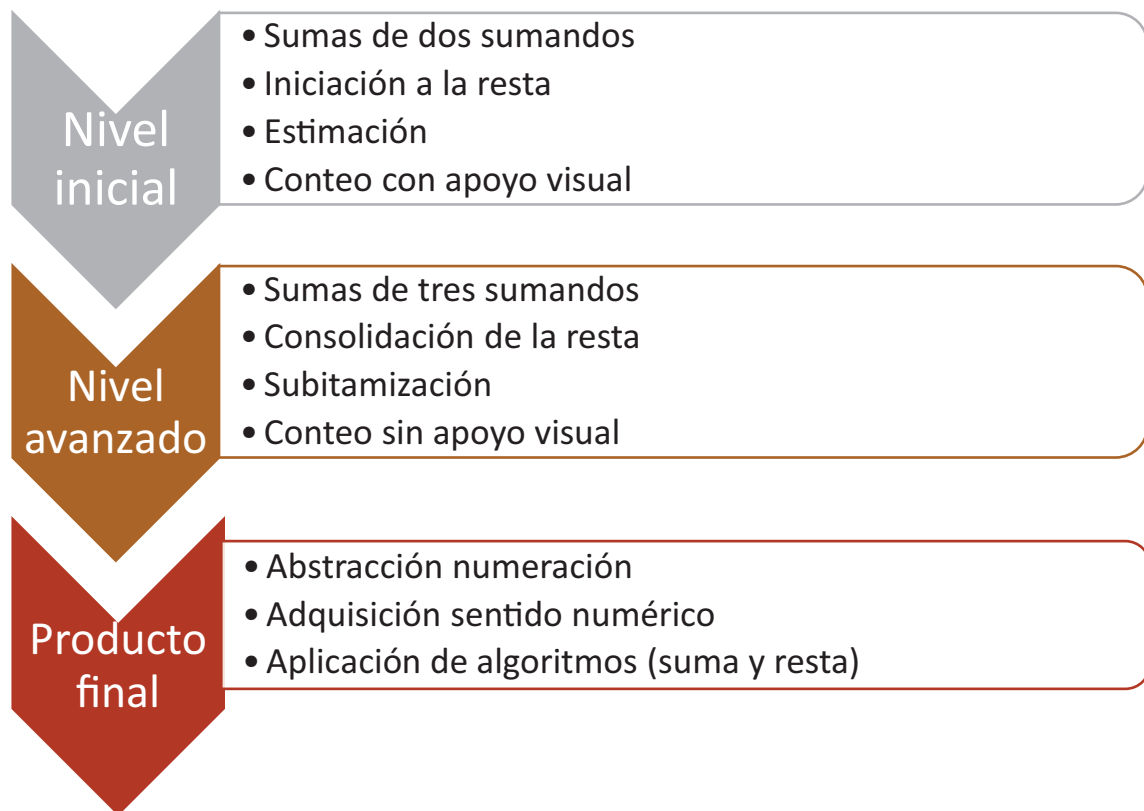 Nivel
inicial
• Sumas de dos sumandos
• Iniciación a la resta
• Estimación
• Conteo con apoyo visual
Nivel
avanzado
• Sumas de tres sumandos
• Consolidación de la resta
• Subitamización
• Conteo sin apoyo visual
Producto
final
• Abstracción numeración
• Adquisición sentido numérico
• Aplicación de algoritmos (suma y resta)